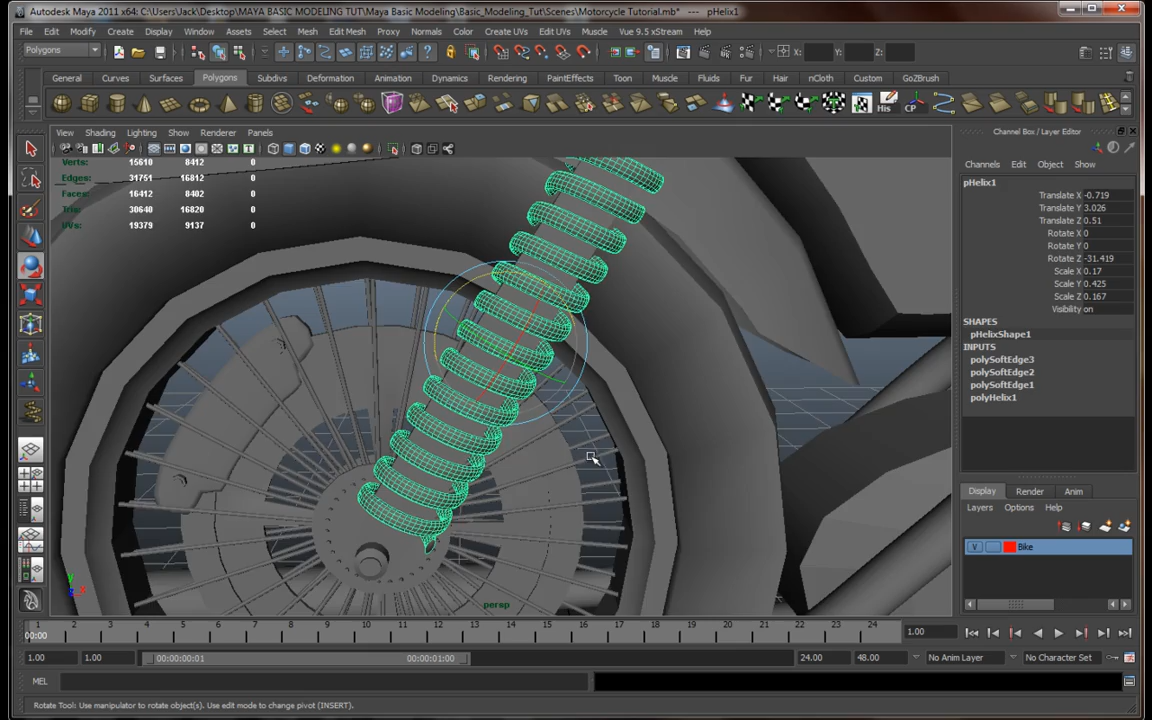 Autodesk Maya 2011 x64: C:\Users\Jack\Desktop\MAYA BASIC MODELING TUT\Maya Basic Modeling\Basic_Modeling_Tut\Scenes\Motorcycle Tutorial.mb* --- pHelix1
File Edit Modify Create Display Window Assets Select Mesh Edit Mesh Proxy Normals Color Create UVs Edit UVs Muscle Vue 9.5 xStream Help
Polygons X: Y: Z:
General Curves Surfaces Polygons Subdivs Deformation Animation Dynamics Rendering PaintEffects Toon Muscle Fluids Fur Hair nCloth Custom GoZBrush
His CP
View Shading Lighting Show Renderer Panels
Verts: 15610 8412 0
Edges: 31751 16812 0
Faces: 16412 8402 0
Tris: 30640 16820 0
UVs: 19379 9137 0
y
persp
Channel Box / Layer Editor
Channels Edit Object Show
pHelix1
Translate X -0.719
Translate Y 3.026
Translate Z 0.51
Rotate X 0
Rotate Y 0
Rotate Z -31.419
Scale X 0.17
Scale Y 0.425
Scale Z 0.167
Visibility on
SHAPES
pHelixShape1
INPUTS
polySoftEdge3
polySoftEdge2
polySoftEdge1
polyHelix1
Display Render Anim
Layers Options Help
V Bike
1 2 3 4 5 6 7 8 9 10 11 12 13 14 15 16 17 18 19 20 21 22 23 24
00:00 1.00
1.00 1.00 00:00:00:01 00:00:01:00 24.00 48.00 No Anim Layer No Character Set
MEL
Rotate Tool: Use manipulator to rotate object(s). Use edit mode to change pivot (INSERT).